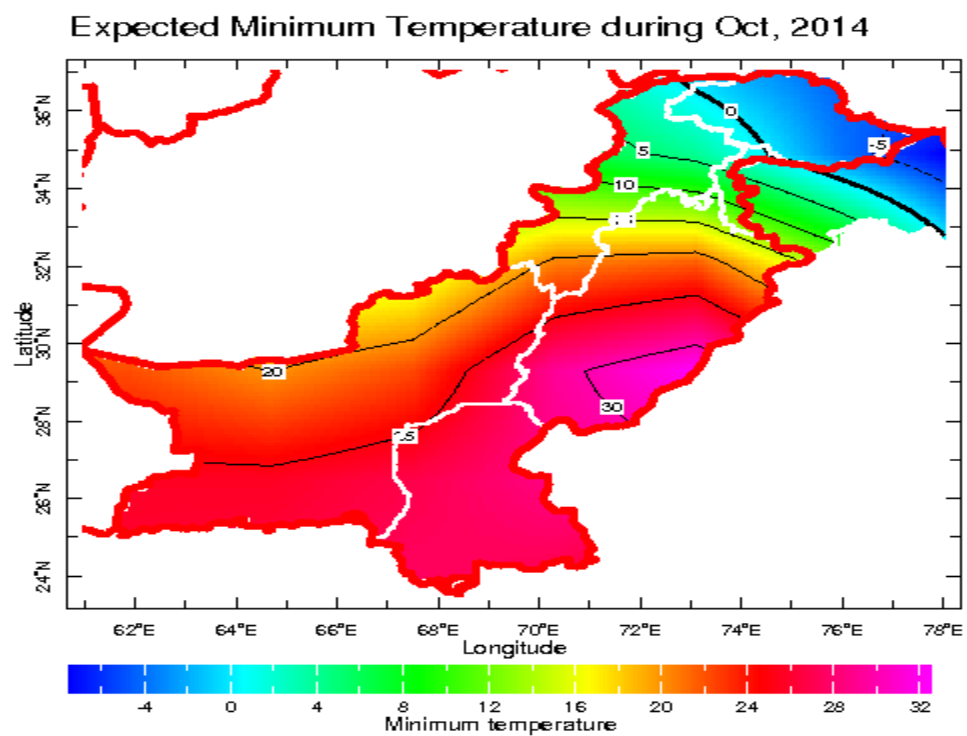 Expected Minimum Temperature during Oct, 2014
36°N
34°N
32°N
30°N
28°N
26°N
24°N
Latitude
0
-5
5
10
20
30
62°E 64°E 66°E 68°E 70°E 72°E 74°E 76°E 78°E
Longitude
-4 0 4 8 12 16 20 24 28 32
Minimum temperature